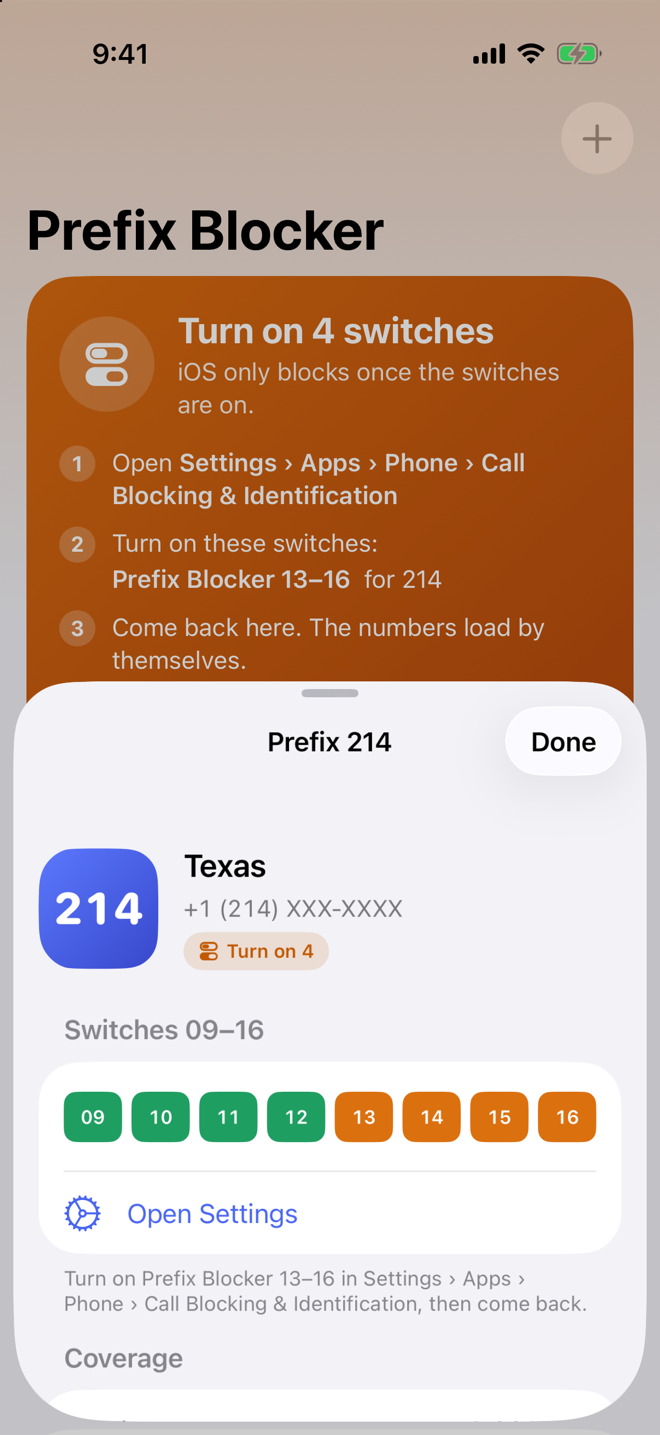 9:41
Prefix Blocker
Turn on 4 switches
iOS only blocks once the switches
are on.
1 Open Settings › Apps › Phone › Call
Blocking & Identification
2 Turn on these switches:
Prefix Blocker 13–16 for 214
3 Come back here. The numbers load by
themselves.
Prefix 214
Done
214
Texas
+1 (214) XXX-XXXX
Turn on 4
Switches 09–16
09 10 11 12 13 14 15 16
Open Settings
Turn on Prefix Blocker 13–16 in Settings › Apps ›
Phone › Call Blocking & Identification, then come back.
Coverage